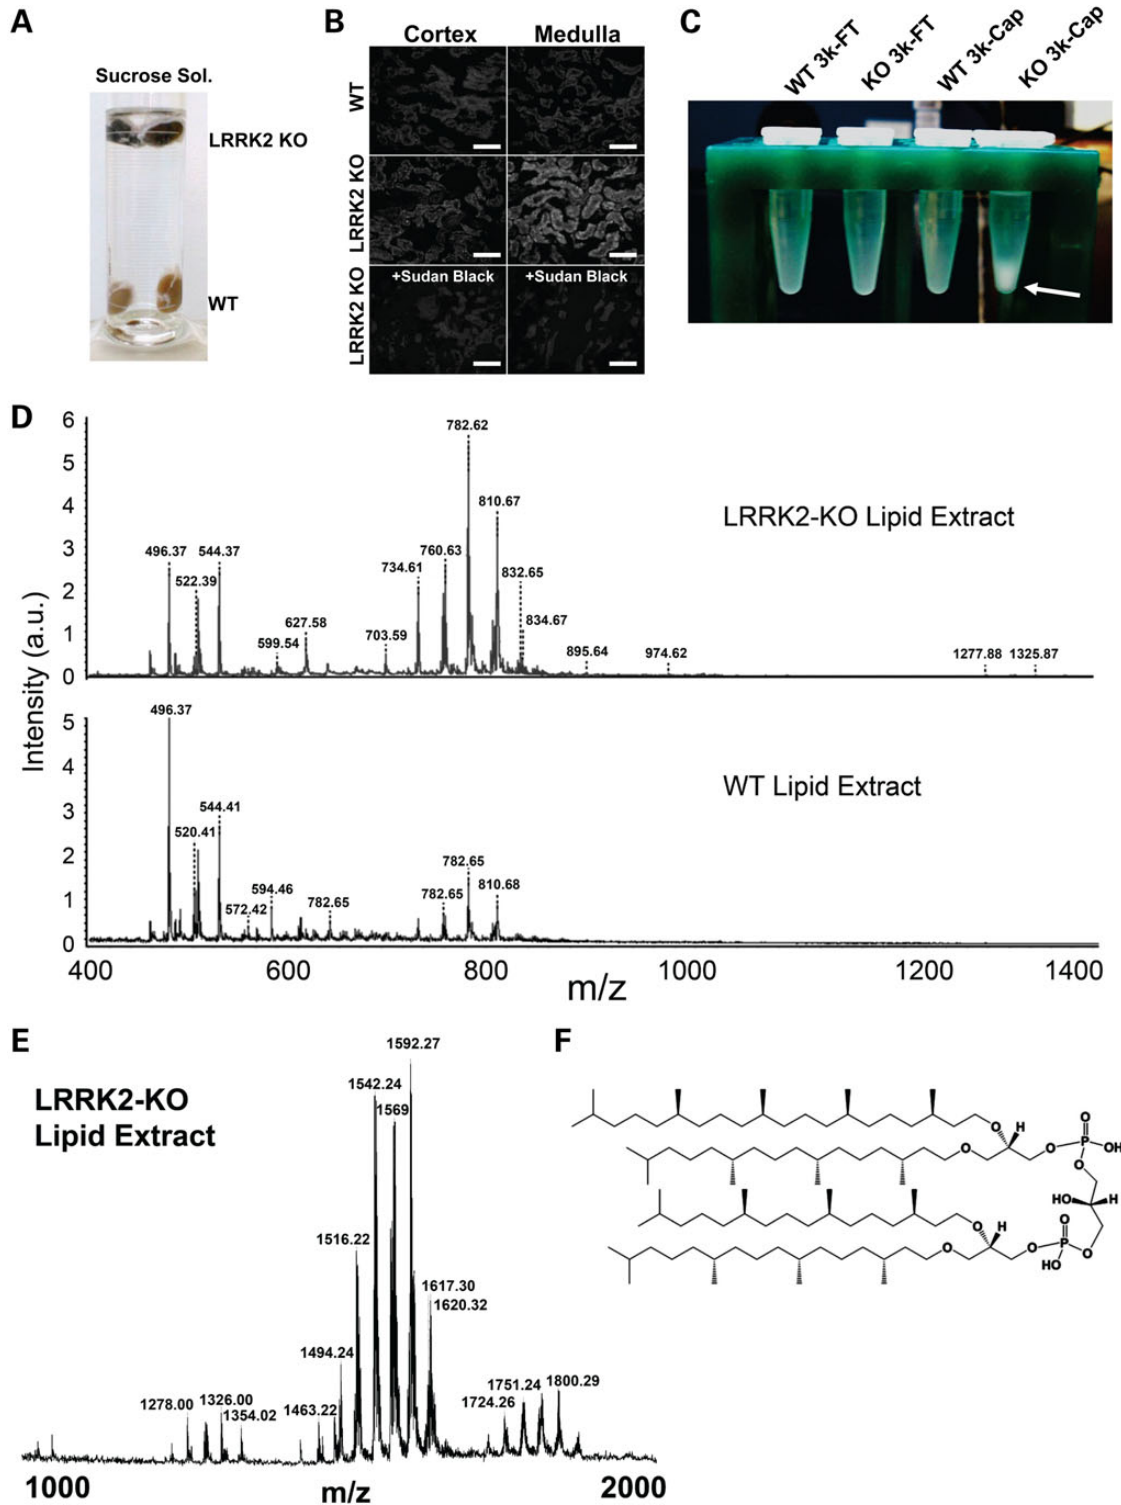 A
Sucrose Sol.
LRRK2 KO
WT
B
Cortex Medulla
WT
LRRK2 KO
LRRK2 KO
+Sudan Black +Sudan Black
C
WT 3k-FT
KO 3k-FT
WT 3k-Cap
KO 3k-Cap
D
Intensity (a.u.)
6
5
4
3
2
1
0
496.37
522.39
544.37
599.54
627.58
703.59
734.61
760.63
782.62
810.67
832.65
834.67
895.64
974.62
1277.88
1325.87
LRRK2-KO Lipid Extract
5
4
3
2
1
0
496.37
520.41
544.41
572.42
594.46
782.65
782.65
782.65
810.68
WT Lipid Extract
400 600 800 1000 1200 1400
m/z
E
LRRK2-KO
Lipid Extract
1278.00
1326.00
1354.02
1463.22
1494.24
1516.22
1542.24
1569
1592.27
1617.30
1620.32
1724.26
1751.24
1800.29
1000 m/z 2000
F
O
H
O
O
O
P
OH
O
HO
H
O
H
O
O
O
P
HO
O